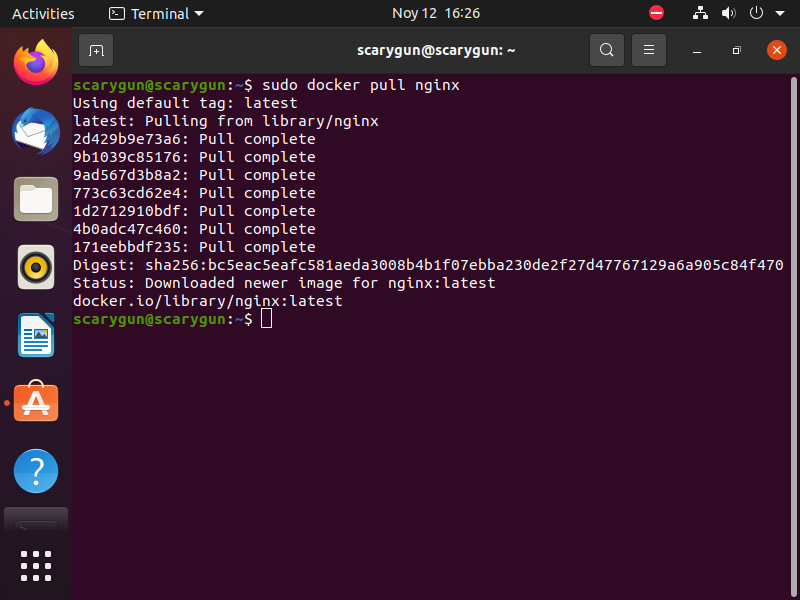 Activities Terminal Noy 12 16:26
scarygun@scarygun: ~
scarygun@scarygun:~$ sudo docker pull nginx
Using default tag: latest
latest: Pulling from library/nginx
2d429b9e73a6: Pull complete
9b1039c85176: Pull complete
9ad567d3b8a2: Pull complete
773c63cd62e4: Pull complete
1d2712910bdf: Pull complete
4b0adc47c460: Pull complete
171eebbdf235: Pull complete
Digest: sha256:bc5eac5eafc581aeda3008b4b1f07ebba230de2f27d47767129a6a905c84f470
Status: Downloaded newer image for nginx:latest
docker.io/library/nginx:latest
scarygun@scarygun:~$